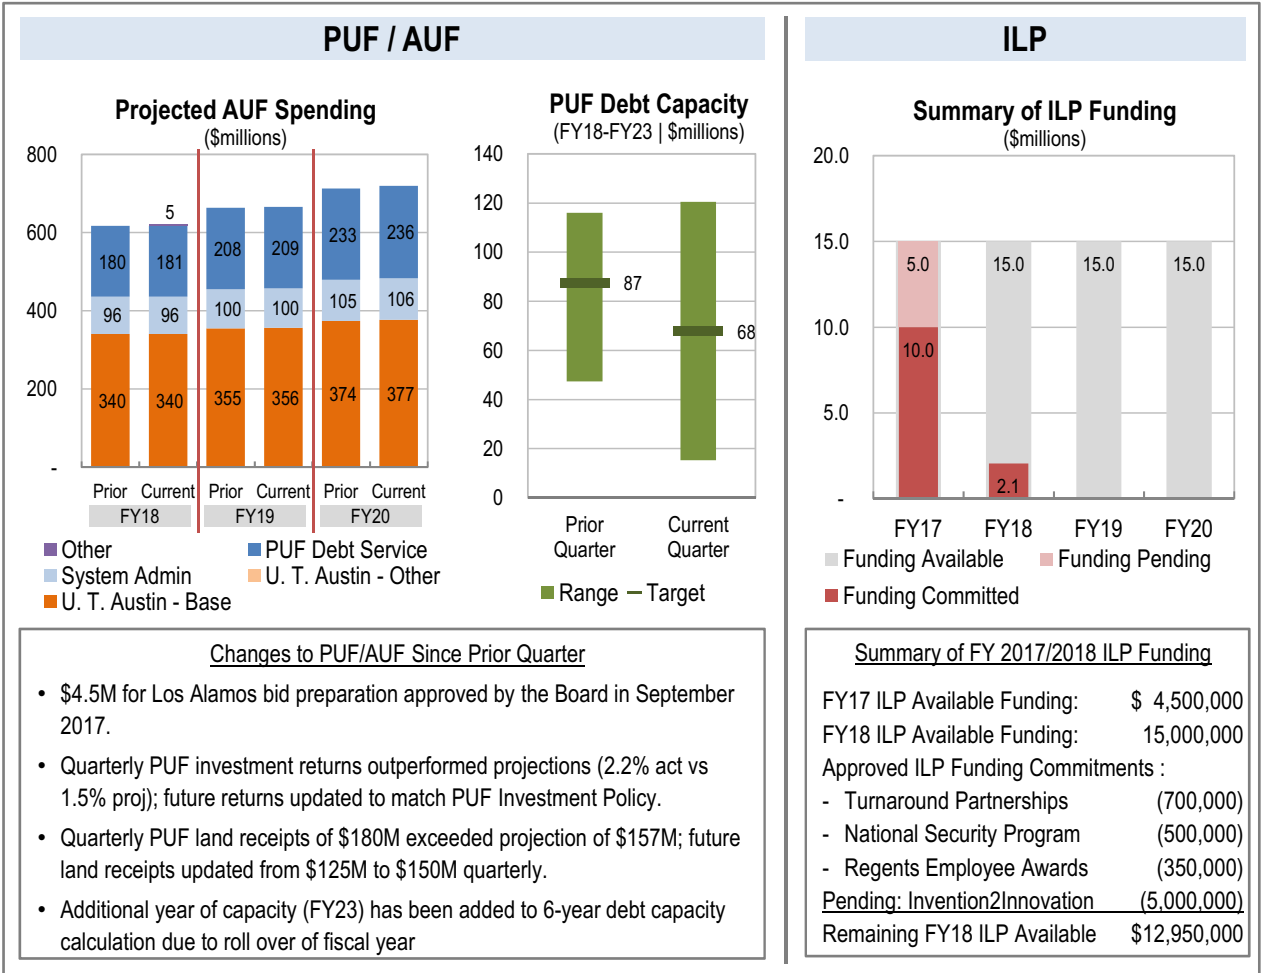 PUF / AUF
Projected AUF Spending
($millions)
800
600
400
200
-
5
180
181
208
209
233
236
96
96
100
100
105
106
340
340
355
356
374
377
Prior
Current
Prior
Current
Prior
Current
FY18
FY19
FY20
Other
PUF Debt Service
System Admin
U. T. Austin - Other
U. T. Austin - Base
PUF Debt Capacity
(FY18-FY23 | $millions)
140
120
100
80
60
40
20
0
87
68
Prior
Quarter
Current
Quarter
Range
Target
Changes to PUF/AUF Since Prior Quarter
• $4.5M for Los Alamos bid preparation approved by the Board in September
2017.
• Quarterly PUF investment returns outperformed projections (2.2% act vs
1.5% proj); future returns updated to match PUF Investment Policy.
• Quarterly PUF land receipts of $180M exceeded projection of $157M; future
land receipts updated from $125M to $150M quarterly.
• Additional year of capacity (FY23) has been added to 6-year debt capacity
calculation due to roll over of fiscal year
ILP
Summary of ILP Funding
($millions)
20.0
15.0
10.0
5.0
-
5.0
15.0
15.0
15.0
10.0
2.1
FY17
FY18
FY19
FY20
Funding Available
Funding Pending
Funding Committed
Summary of FY 2017/2018 ILP Funding
FY17 ILP Available Funding: $ 4,500,000
FY18 ILP Available Funding: 15,000,000
Approved ILP Funding Commitments :
- Turnaround Partnerships (700,000)
- National Security Program (500,000)
- Regents Employee Awards (350,000)
Pending: Invention2Innovation (5,000,000)
Remaining FY18 ILP Available $12,950,000